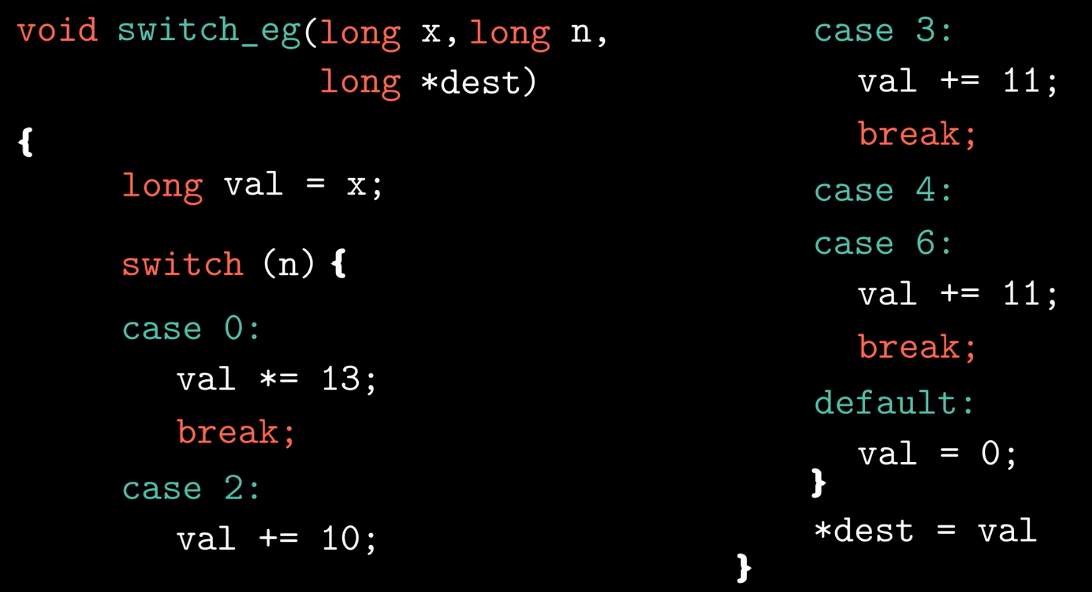 void switch_eg(long x, long n,
long *dest)
{
long val = x;
switch (n) {
case 0:
val *= 13;
break;
case 2:
val += 10;
case 3:
val += 11;
break;
case 4:
case 6:
val += 11;
break;
default:
val = 0;
}
*dest = val
}